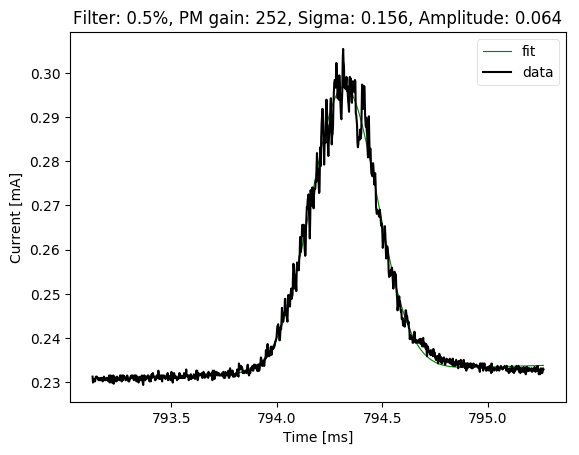 Filter: 0.5%, PM gain: 252, Sigma: 0.156, Amplitude: 0.064
fit
data
0.30
0.29
0.28
0.27
0.26
0.25
0.24
0.23
Current [mA]
793.5 794.0 794.5 795.0
Time [ms]